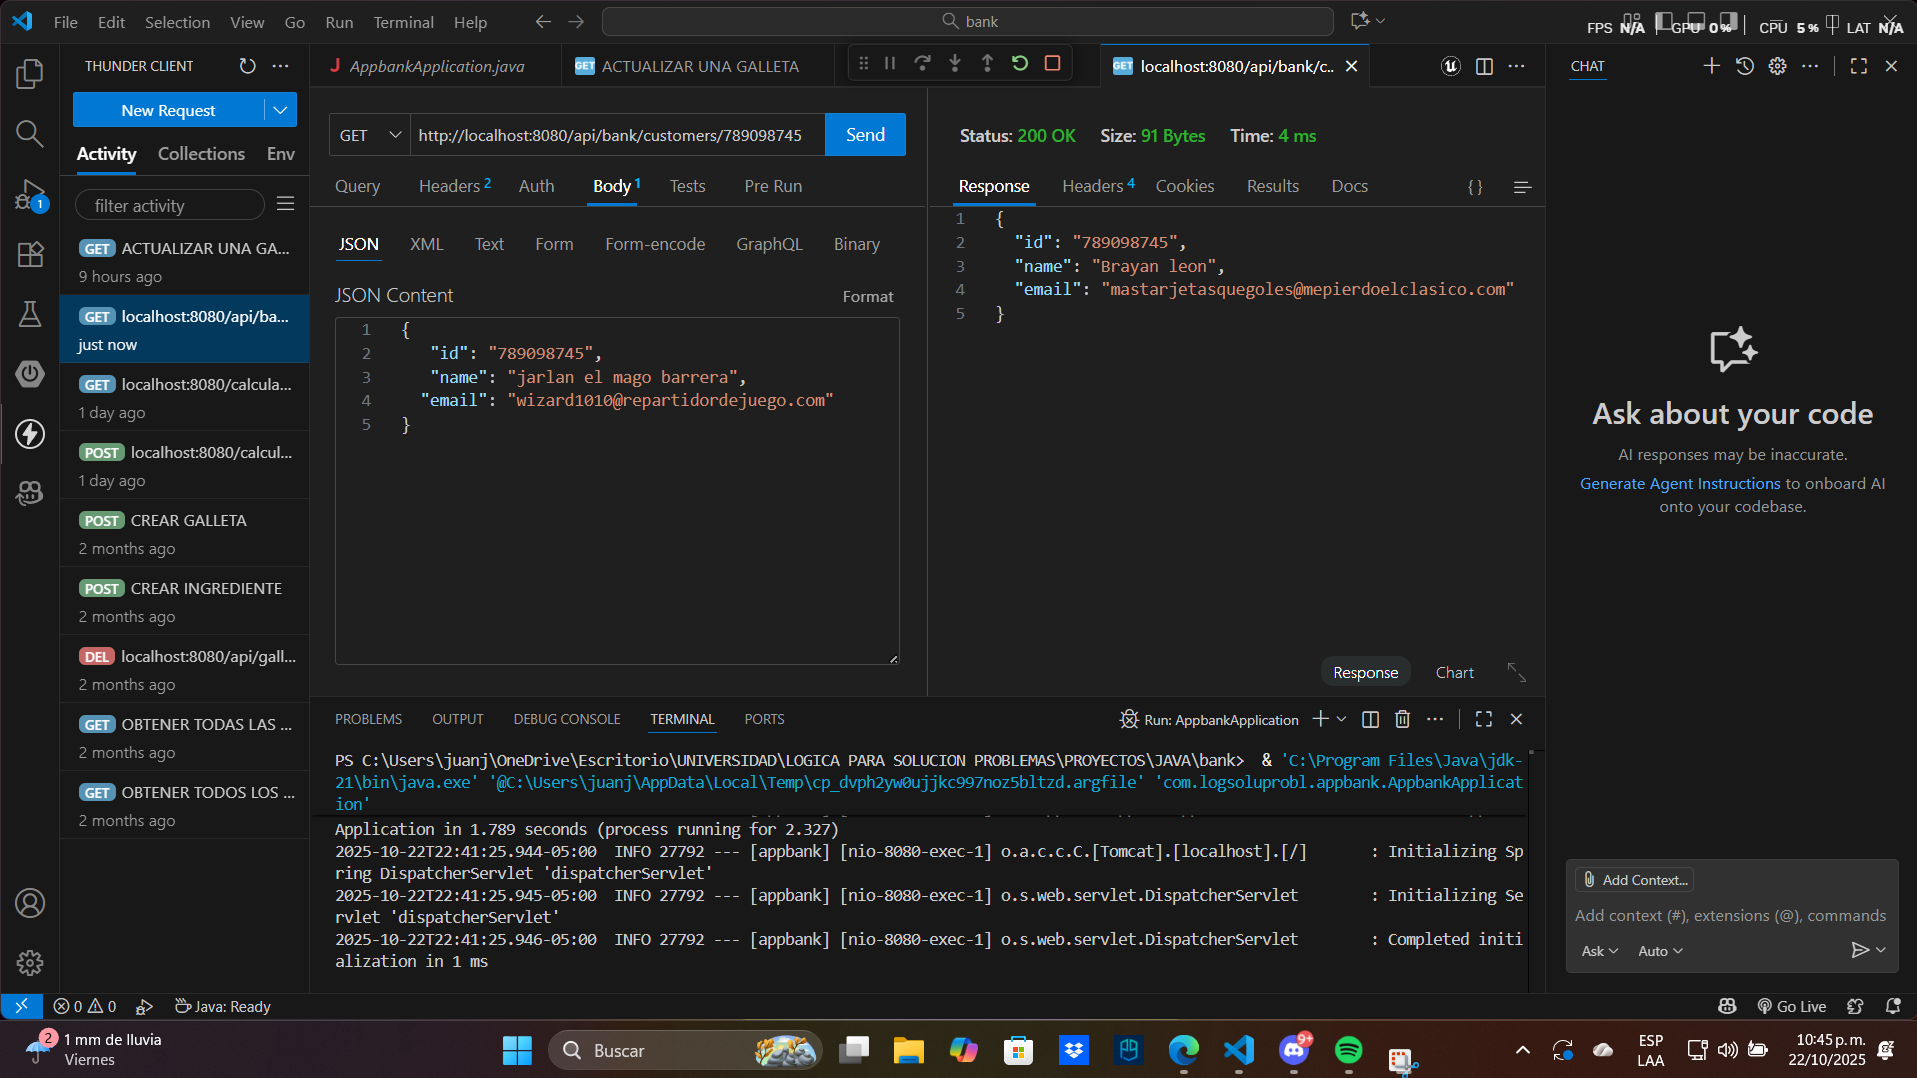 File Edit Selection View Go Run Terminal Help
bank
FPS N/A GPU 0% CPU 5% LAT N/A
THUNDER CLIENT
New Request
Activity Collections Env
filter activity
GET ACTUALIZAR UNA GA...
9 hours ago
GET localhost:8080/api/ba...
just now
GET localhost:8080/calcula...
1 day ago
POST localhost:8080/calcul...
1 day ago
POST CREAR GALLETA
2 months ago
POST CREAR INGREDIENTE
2 months ago
DEL localhost:8080/api/gall...
2 months ago
GET OBTENER TODAS LAS ...
2 months ago
GET OBTENER TODOS LOS ...
2 months ago
1
J AppbankApplication.java
GET ACTUALIZAR UNA GALLETA
GET localhost:8080/api/bank/c..
GET http://localhost:8080/api/bank/customers/789098745 Send
Query Headers 2 Auth Body 1 Tests Pre Run
JSON XML Text Form Form-encode GraphQL Binary
JSON Content Format
1 {
2 "id": "789098745",
3 "name": "jarlan el mago barrera",
4 "email": "wizard1010@repartidordejuego.com"
5 }
Status: 200 OK Size: 91 Bytes Time: 4 ms
Response Headers 4 Cookies Results Docs
{ }
1 {
2 "id": "789098745",
3 "name": "Brayan leon",
4 "email": "mastarjetasquegoles@mepierdoelclasico.com"
5 }
Response Chart
PROBLEMS OUTPUT DEBUG CONSOLE TERMINAL PORTS
Run: AppbankApplication
PS C:\Users\juanj\OneDrive\Escritorio\UNIVERSIDAD\LOGICA PARA SOLUCION PROBLEMAS\PROYECTOS\JAVA\bank> & 'C:\Program Files\Java\jdk-
21\bin\java.exe' '@C:\Users\juanj\AppData\Local\Temp\cp_dvph2yw0ujjkc997noz5bltzd.argfile' 'com.logsoluprobl.appbank.AppbankApplicat
ion'
Application in 1.789 seconds (process running for 2.327)
2025-10-22T22:41:25.944-05:00 INFO 27792 --- [appbank] [nio-8080-exec-1] o.a.c.c.C.[Tomcat].[localhost].[/] : Initializing Sp
ring DispatcherServlet 'dispatcherServlet'
2025-10-22T22:41:25.945-05:00 INFO 27792 --- [appbank] [nio-8080-exec-1] o.s.web.servlet.DispatcherServlet : Initializing Se
rvlet 'dispatcherServlet'
2025-10-22T22:41:25.946-05:00 INFO 27792 --- [appbank] [nio-8080-exec-1] o.s.web.servlet.DispatcherServlet : Completed initi
alization in 1 ms
CHAT
Ask about your code
AI responses may be inaccurate.
Generate Agent Instructions to onboard AI
onto your codebase.
Add Context...
Add context (#), extensions (@), commands
Ask Auto
0 0 Java: Ready
Go Live
2
1 mm de lluvia
Viernes
Buscar
9+
ESP
LAA
10:45 p. m.
22/10/2025